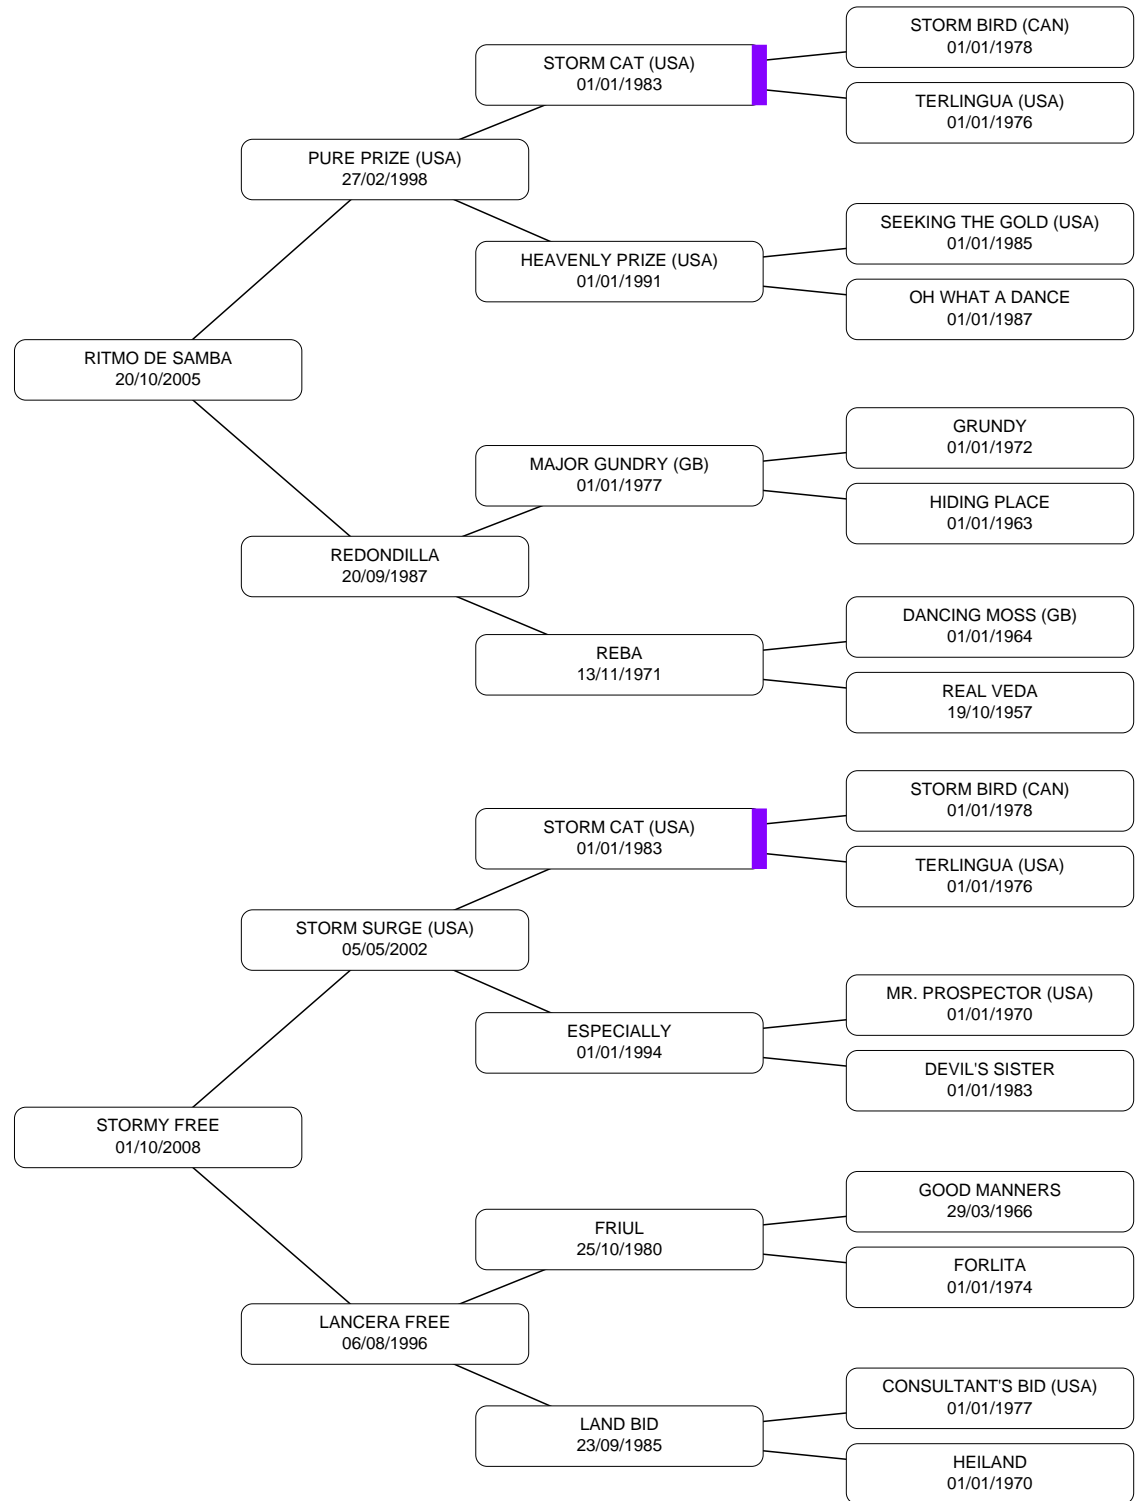 STORM BIRD (CAN)
01/01/1978
STORM CAT (USA)
01/01/1983
TERLINGUA (USA)
01/01/1976
PURE PRIZE (USA)
27/02/1998
SEEKING THE GOLD (USA)
01/01/1985
HEAVENLY PRIZE (USA)
01/01/1991
OH WHAT A DANCE
01/01/1987
RITMO DE SAMBA
20/10/2005
GRUNDY
01/01/1972
MAJOR GUNDRY (GB)
01/01/1977
HIDING PLACE
01/01/1963
REDONDILLA
20/09/1987
DANCING MOSS (GB)
01/01/1964
REBA
13/11/1971
REAL VEDA
19/10/1957
STORM BIRD (CAN)
01/01/1978
STORM CAT (USA)
01/01/1983
TERLINGUA (USA)
01/01/1976
STORM SURGE (USA)
05/05/2002
MR. PROSPECTOR (USA)
01/01/1970
ESPECIALLY
01/01/1994
DEVIL'S SISTER
01/01/1983
STORMY FREE
01/10/2008
GOOD MANNERS
29/03/1966
FRIUL
25/10/1980
FORLITA
01/01/1974
LANCERA FREE
06/08/1996
CONSULTANT'S BID (USA)
01/01/1977
LAND BID
23/09/1985
HEILAND
01/01/1970